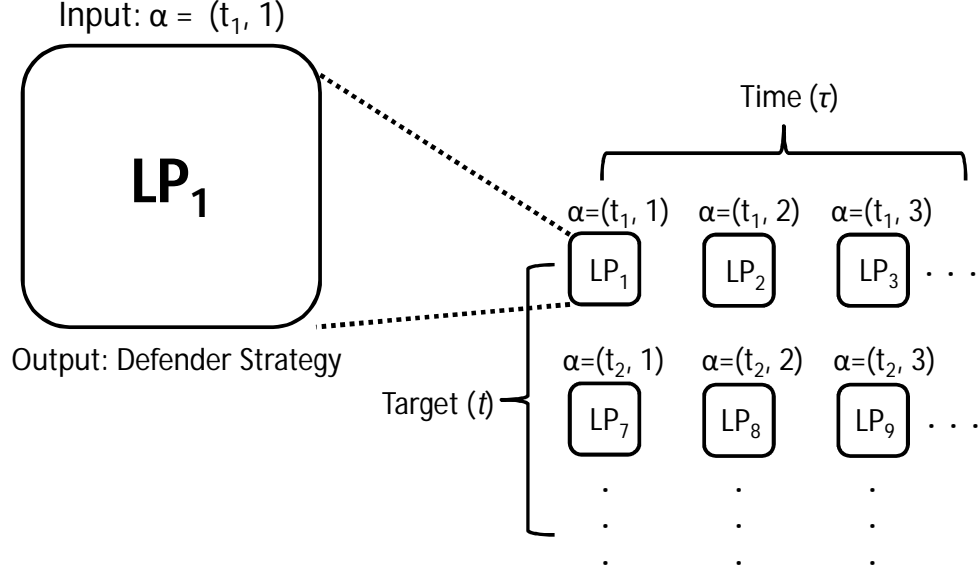 Input: α = (t₁, 1)
LP₁
Output: Defender Strategy
Time (τ)
α=(t₁, 1) α=(t₁, 2) α=(t₁, 3)
LP₁ LP₂ LP₃ . . .
Target (t)
α=(t₂, 1) α=(t₂, 2) α=(t₂, 3)
LP₇ LP₈ LP₉ . . .
. . .
. . .
. . .